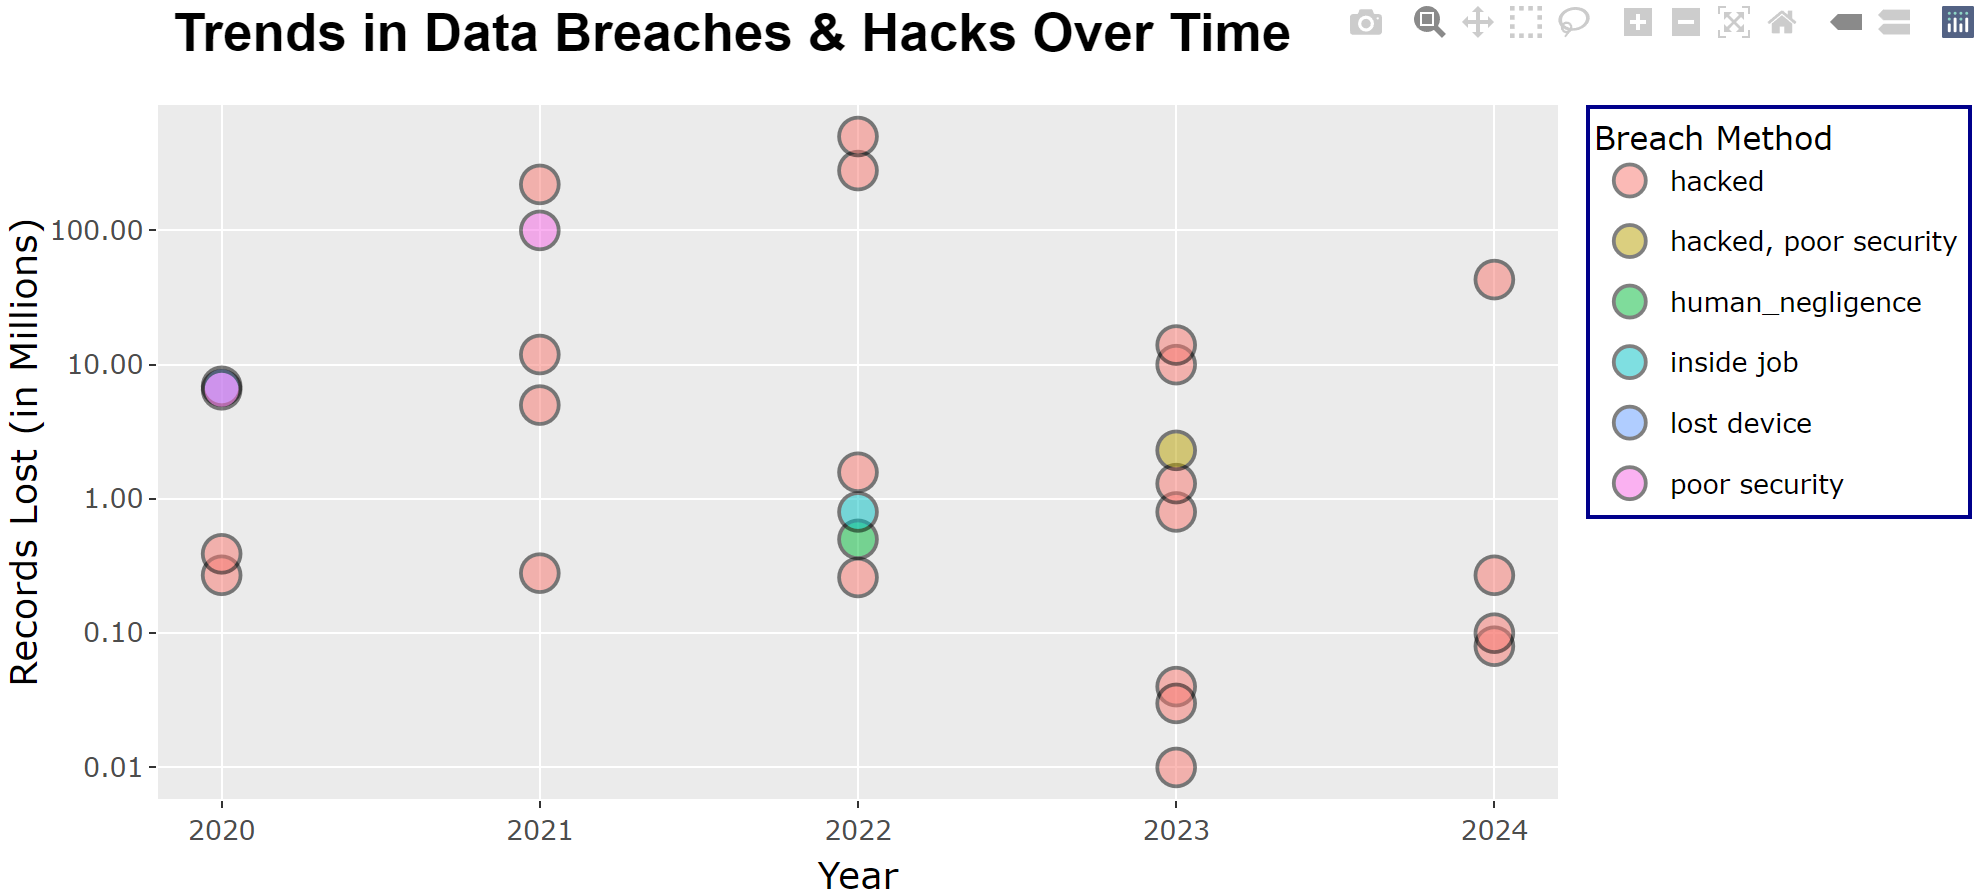 Trends in Data Breaches & Hacks Over Time
Records Lost (in Millions)
100.00
10.00
1.00
0.10
0.01
2020 2021 2022 2023 2024
Year
Breach Method
hacked
hacked, poor security
human_negligence
inside job
lost device
poor security